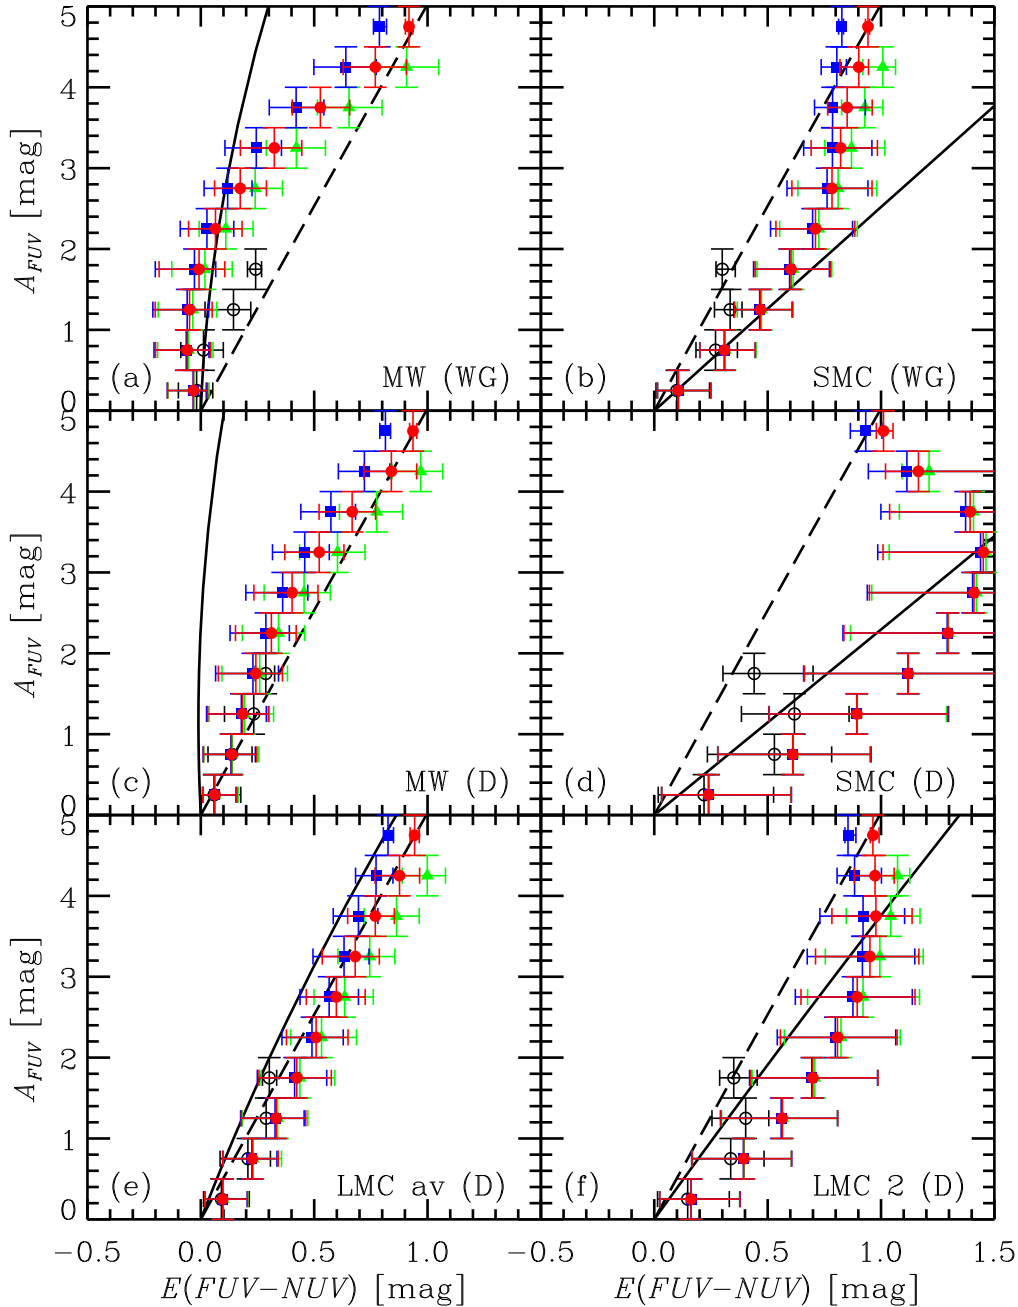 5
4
3
2
1
0
A_FUV [mag]
(a)
MW (WG)
(b)
SMC (WG)
5
4
3
2
1
0
A_FUV [mag]
(c)
MW (D)
(d)
SMC (D)
5
4
3
2
1
0
A_FUV [mag]
(e)
LMC av (D)
(f)
LMC 2 (D)
−0.5 0.0 0.5 1.0 −0.5 0.0 0.5 1.0 1.5
E(FUV−NUV) [mag] E(FUV−NUV) [mag]